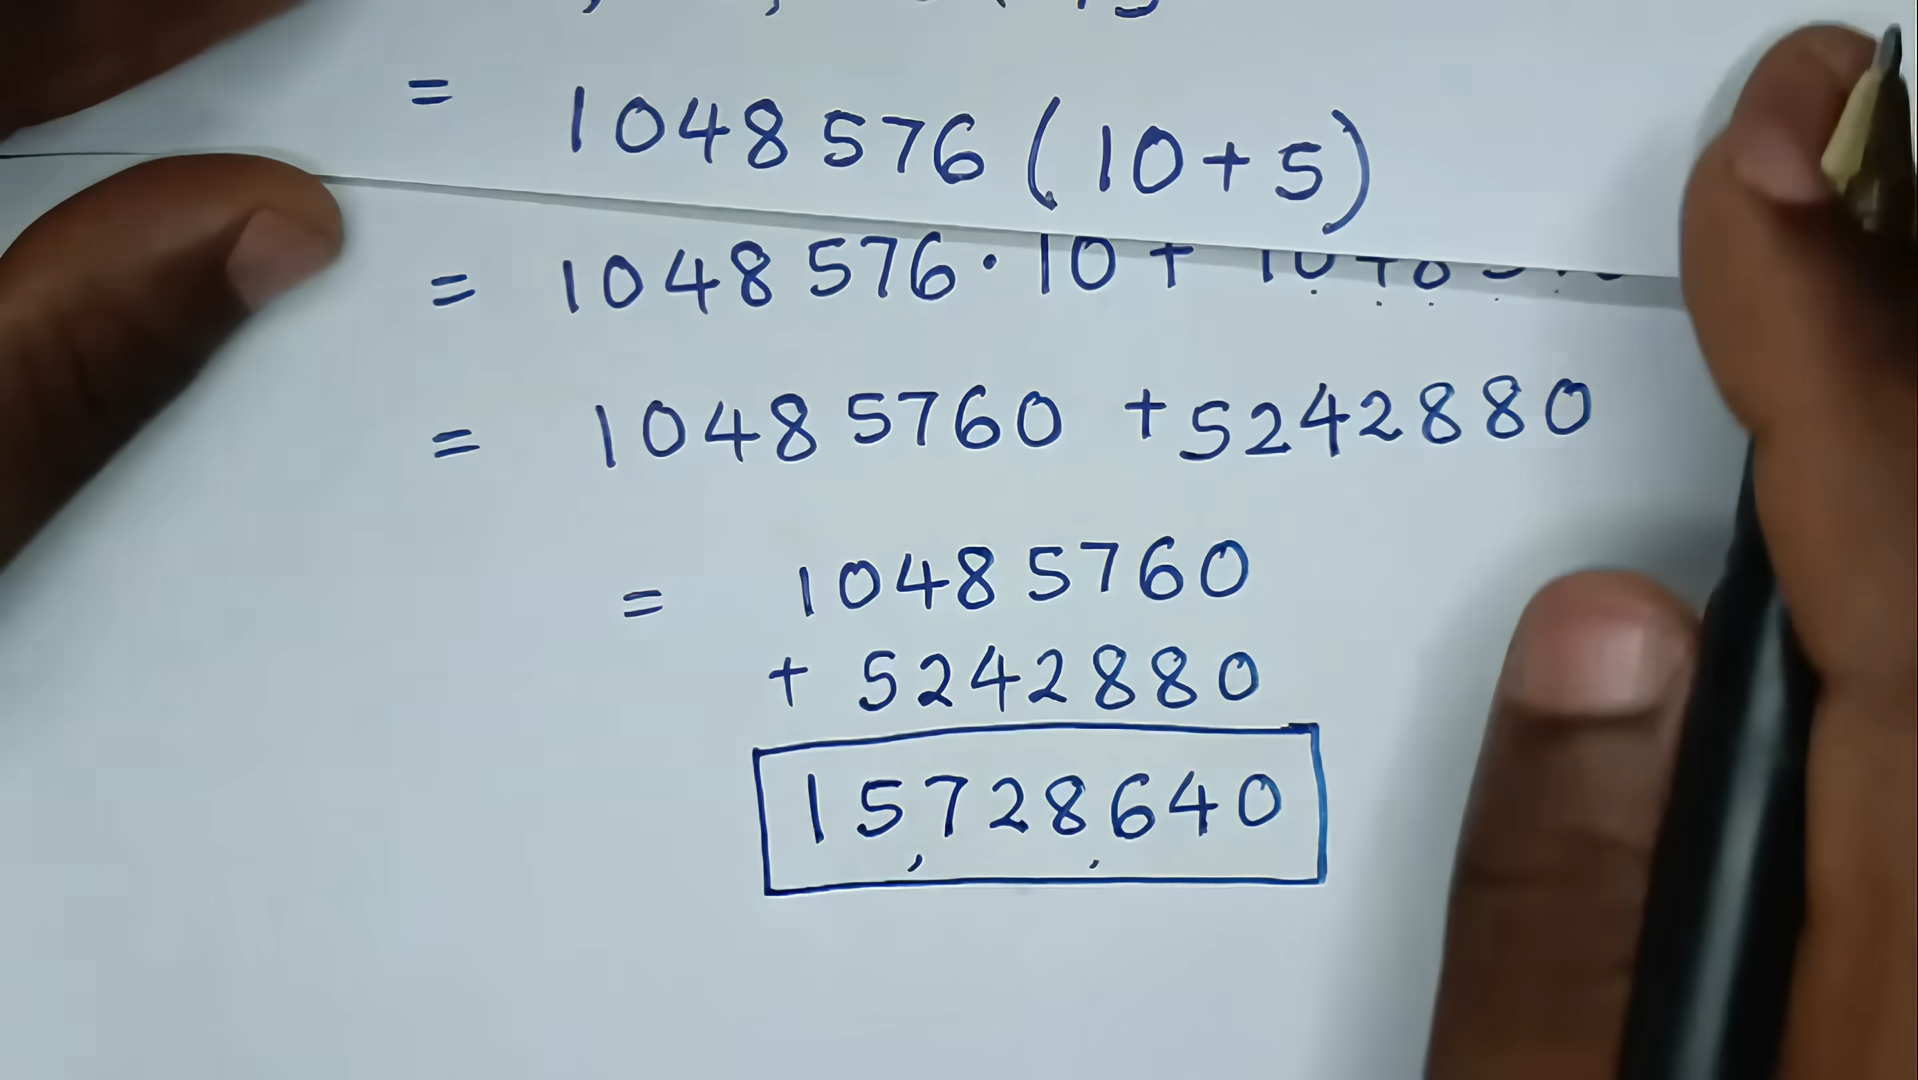 = 1048576(10+5)
= 1048576·10 +
= 10485760 +5242880
= 10485760
+ 5242880
15,728,640